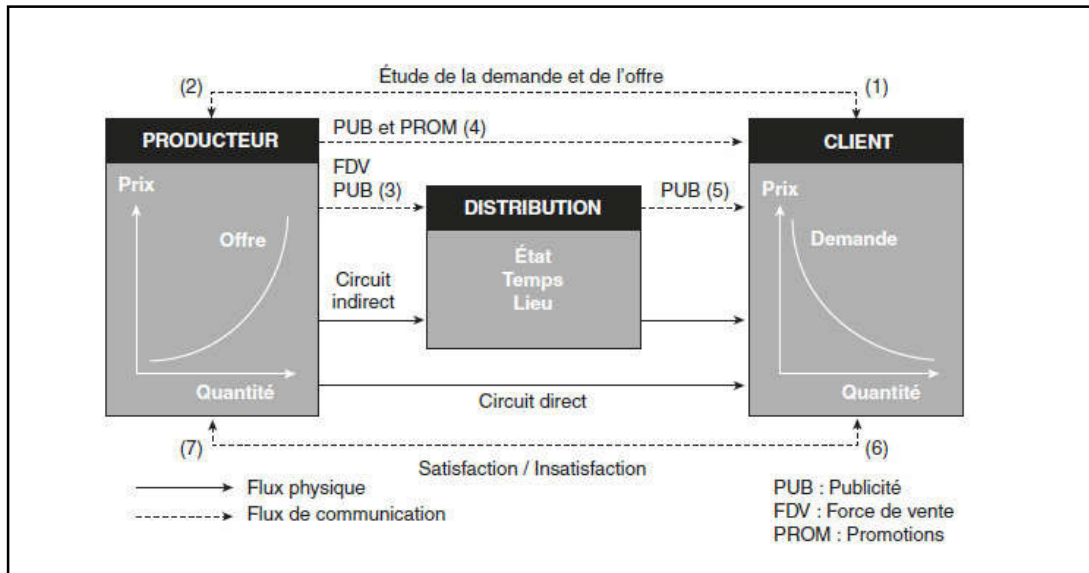 Étude de la demande et de l'offre
(2)
(1)
PRODUCTEUR
PUB et PROM (4)
CLIENT
FDV
PUB (3)
PUB (5)
Prix
DISTRIBUTION
Prix
Offre
Demande
État
Temps
Lieu
Circuit
indirect
Quantité
Circuit direct
Quantité
(7)
(6)
Satisfaction / Insatisfaction
Flux physique
Flux de communication
PUB : Publicité
FDV : Force de vente
PROM : Promotions